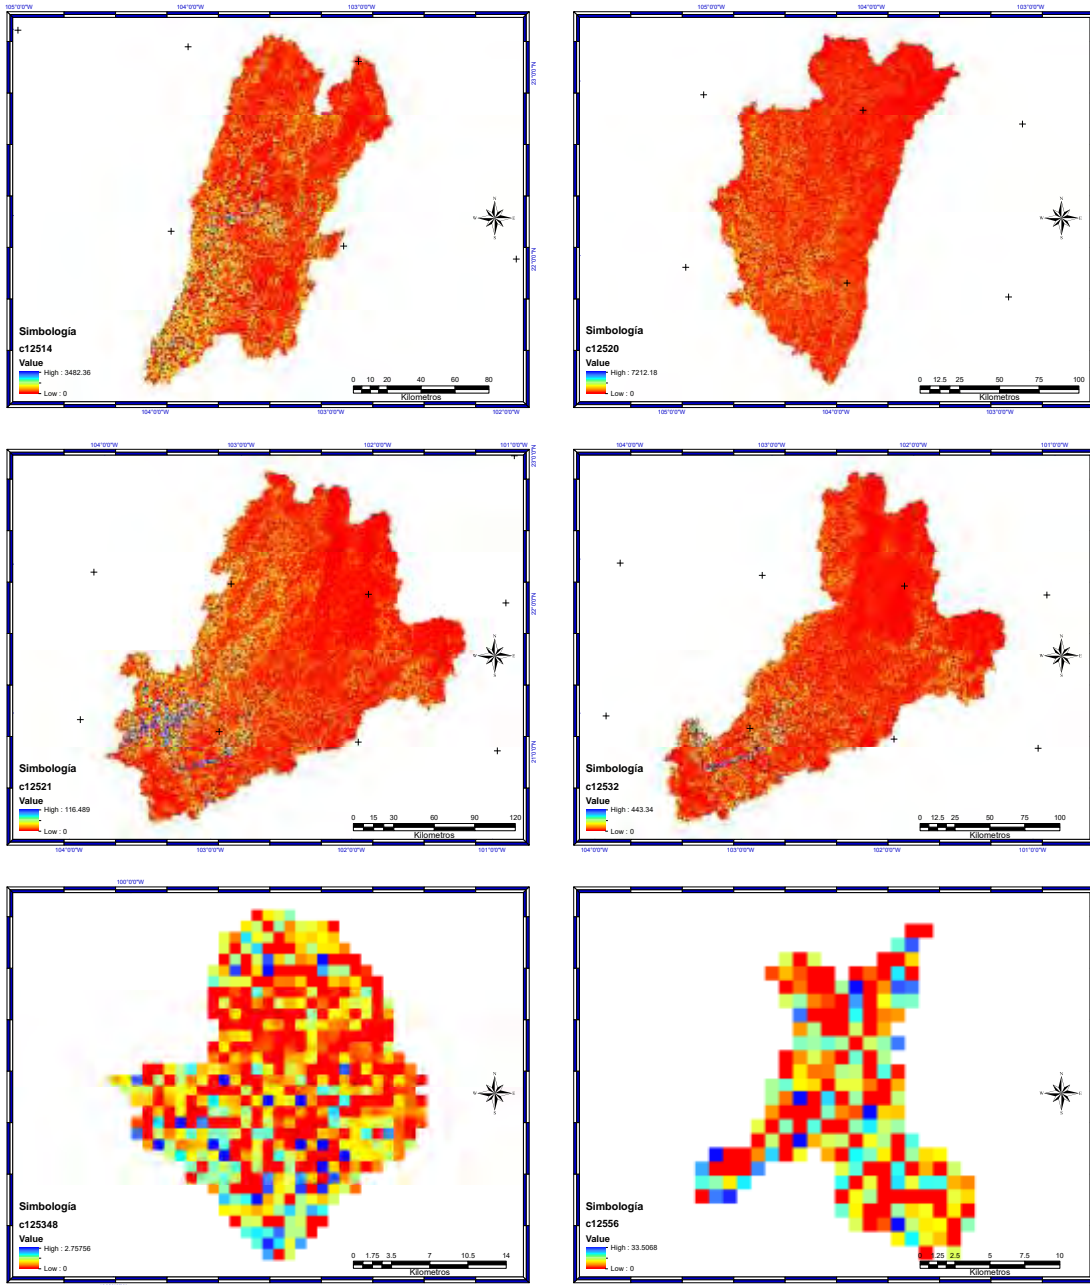 105°0'0"W 104°0'0"W 103°0'0"W
23°0'0"N
22°0'0"N
Simbología
c12514
Value
High : 3482.36
Low : 0
0 10 20 40 60 80
Kilometros
104°0'0"W 103°0'0"W 102°0'0"W
105°0'0"W 104°0'0"W 103°0'0"W
Simbología
c12520
Value
High : 7212.18
Low : 0
0 12.5 25 50 75 100
Kilometros
105°0'0"W 104°0'0"W 103°0'0"W
104°0'0"W 103°0'0"W 102°0'0"W 101°0'0"W
23°0'0"N
22°0'0"N
21°0'0"N
Simbología
c12521
Value
High : 116.489
Low : 0
0 15 30 60 90 120
Kilometros
104°0'0"W 103°0'0"W 102°0'0"W 101°0'0"W
104°0'0"W 103°0'0"W 102°0'0"W 101°0'0"W
Simbología
c12532
Value
High : 443.34
Low : 0
0 12.5 25 50 75 100
Kilometros
104°0'0"W 103°0'0"W 102°0'0"W 101°0'0"W
100°0'0"W
Simbología
c125348
Value
High : 2.75756
Low : 0
0 1.75 3.5 7 10.5 14
Kilometros
Simbología
c12556
Value
High : 33.5068
Low : 0
0 1.25 2.5 5 7.5 10
Kilometros